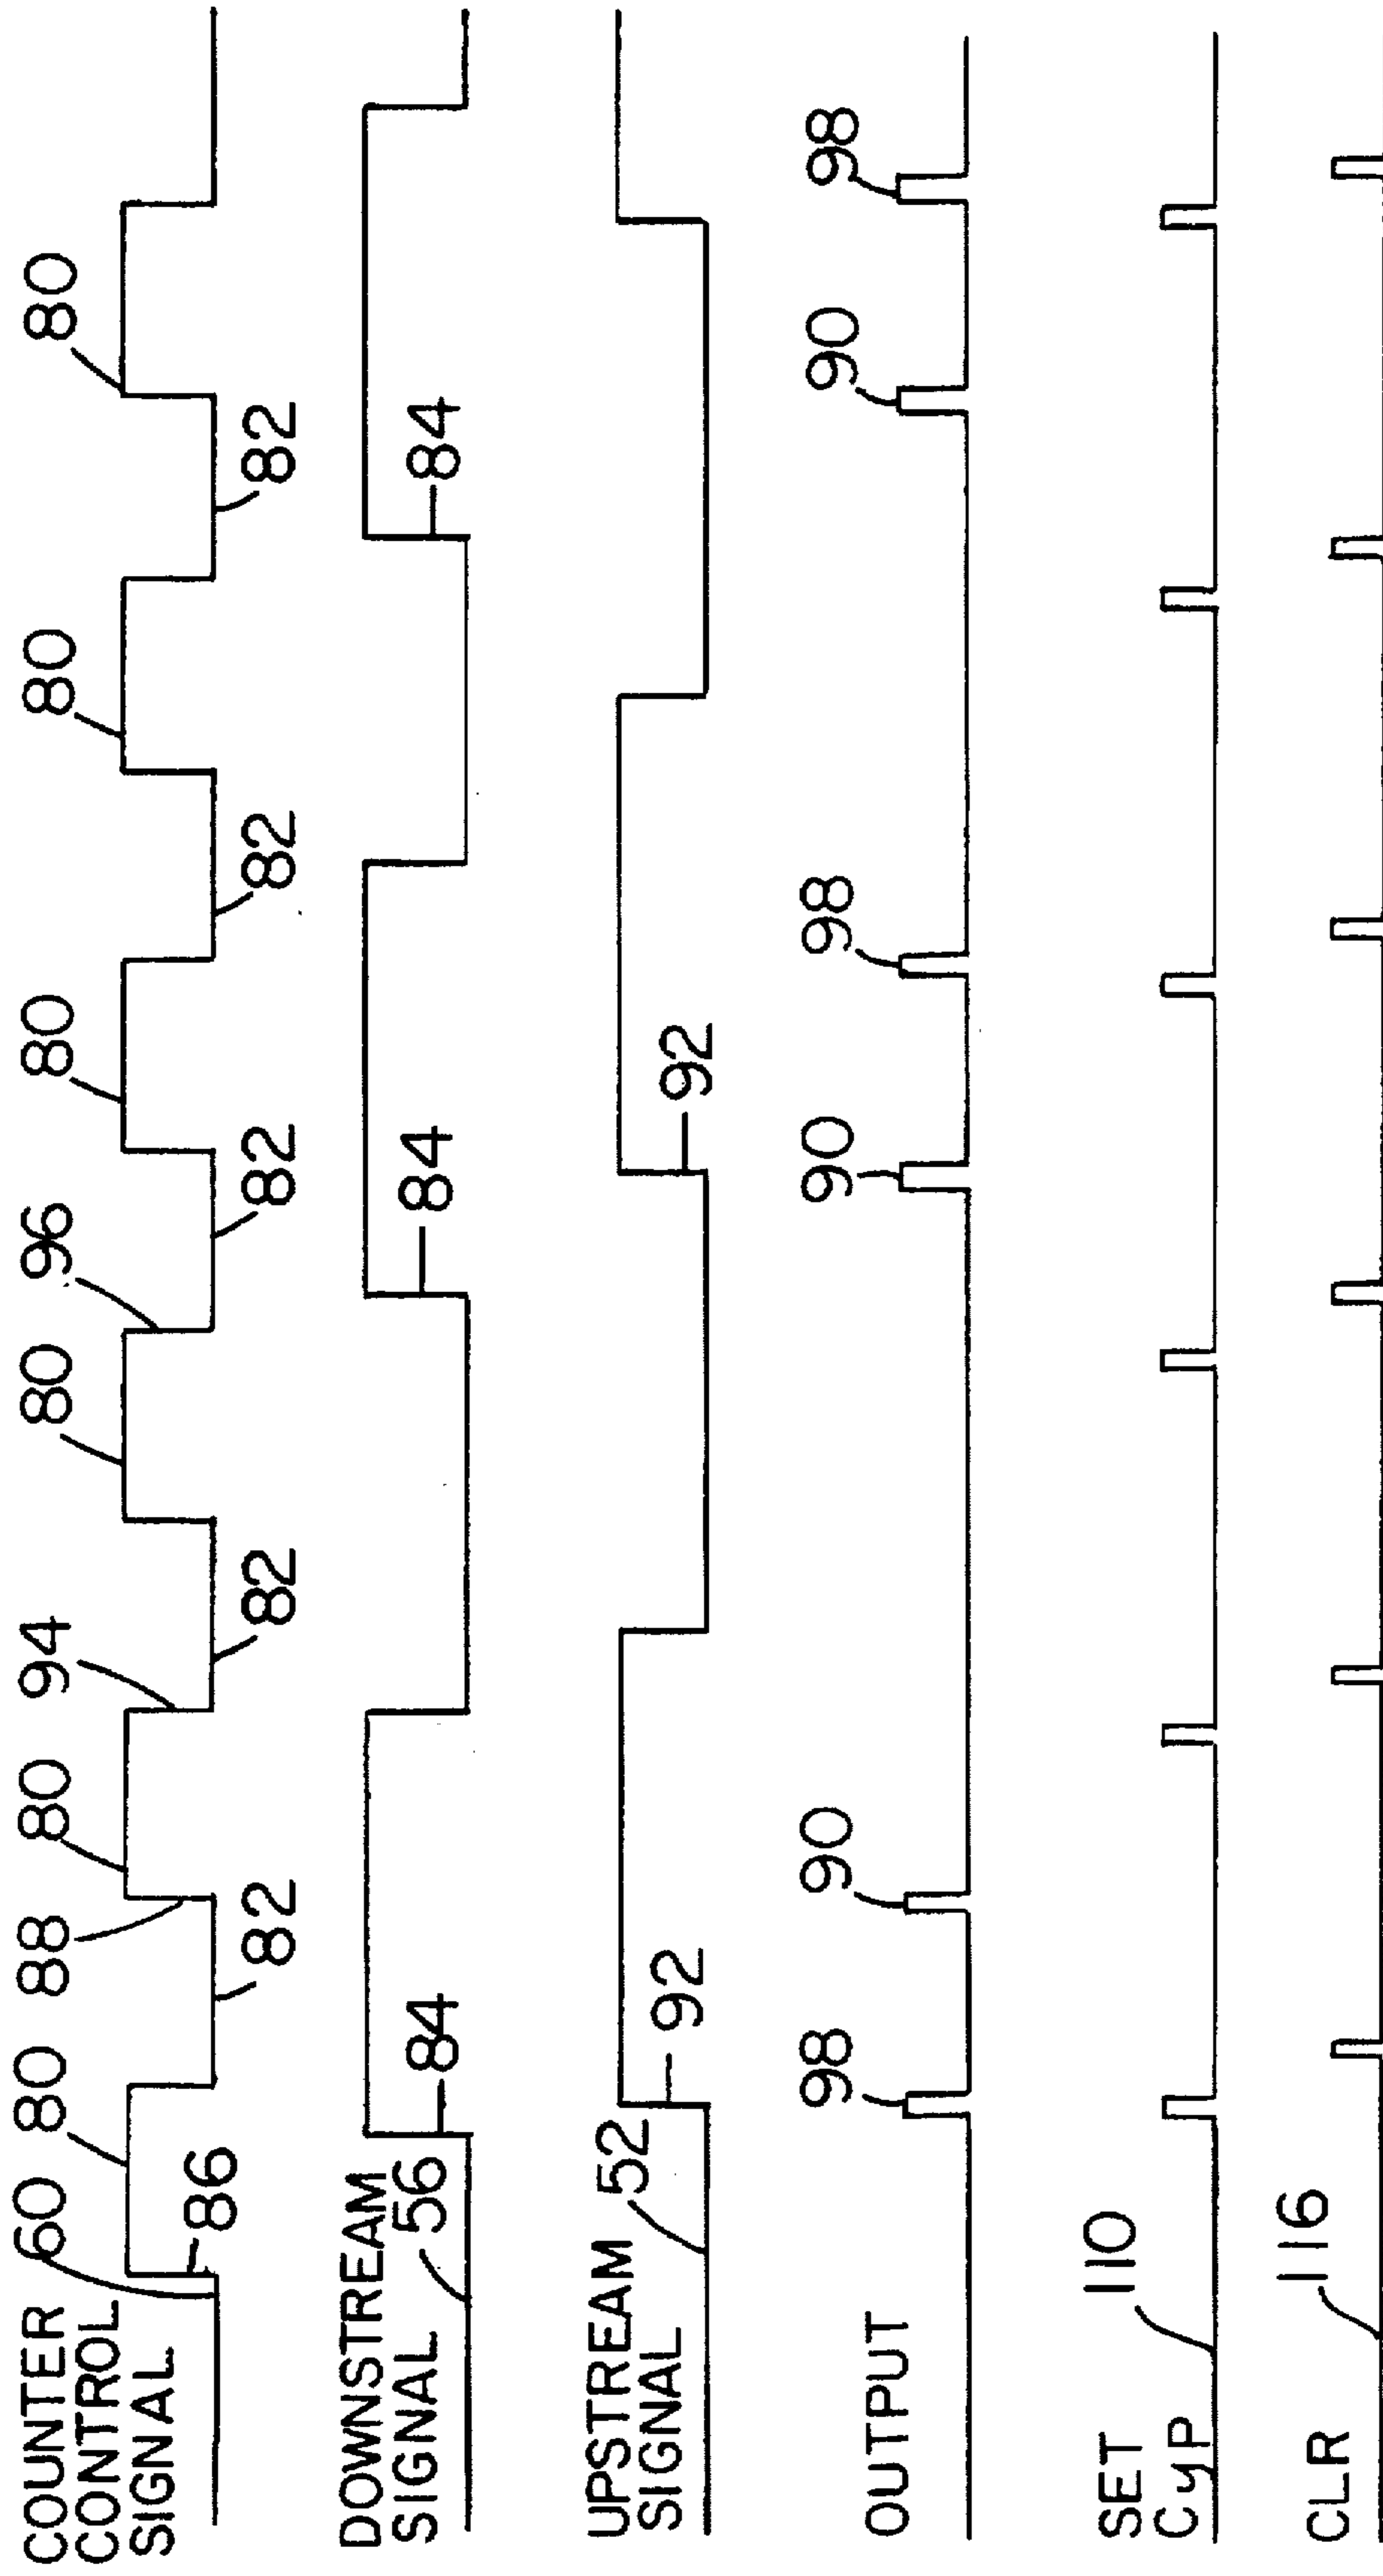 COUNTER 60 80 88 80 94 80 96 80 80 80
CONTROL
SIGNAL 86 82 82 82 82 82
DOWNSTREAM
SIGNAL 56 84 84 84
UPSTREAM
SIGNAL 52 92 92
OUTPUT 98 90 90 98 90 98
SET 110
CyP
CLR 116